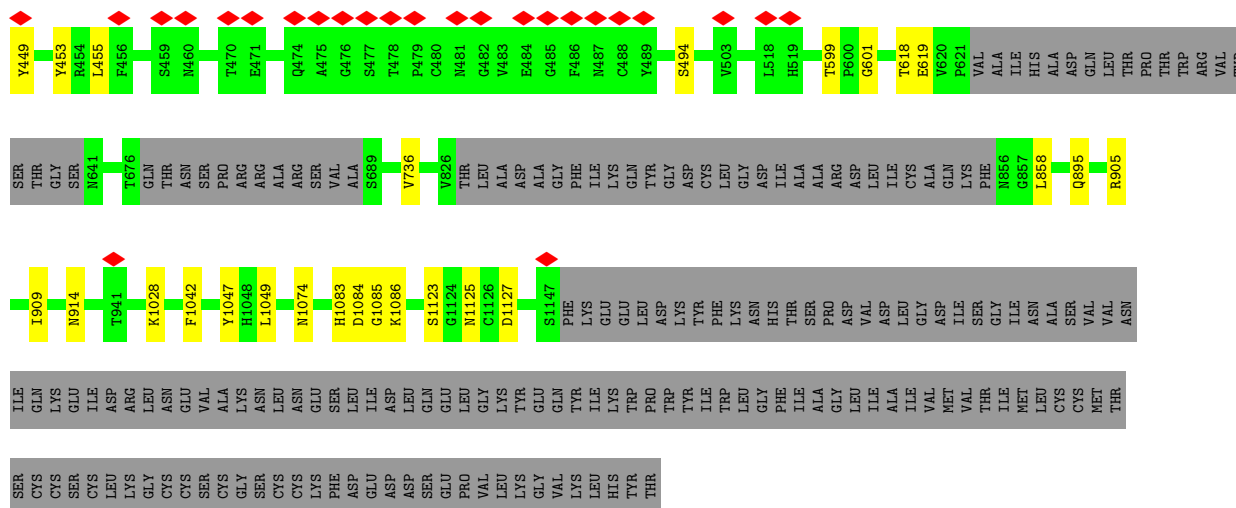 Y449 Y453 R454 L455 F456 S459 N460 T470 E471 Q474 A475 G476 S477 T478 P479 C480 N481 G482 V483 E484 G485 F486 N487 C488 Y489 S494 V503 L518 H519 T599 P600 G601 T618 E619 V620 P621 VAL ALA ILE HIS ALA ASP GLN LEU THR PRO THR TRP ARG VAL
SER THR GLY SER N641 T676 GLN THR ASN SER PRO ARG ARG ALA ARG SER VAL ALA S689 V736 V826 THR LEU ALA ASP ALA GLY PHE ILE LYS GLN TYR GLY ASP CYS LEU GLY ASP ILE ALA ALA ARG ASP LEU ILE CYS ALA GLN LYS PHE N856 G857 L858 Q895 R905
I909 N914 T941 K1028 F1042 Y1047 H1048 L1049 N1074 H1083 D1084 G1085 K1086 S1123 G1124 N1125 C1126 D1127 S1147 PHE LYS GLU GLU LEU ASP LYS TYR PHE LYS ASN HIS THR SER PRO ASP VAL ASP LEU GLY ASP ILE SER GLY ILE ASN ALA SER VAL VAL ASN
ILE GLN LYS GLU ILE ASP ARG LEU ASN GLU VAL ALA LYS ASN LEU ASN GLU SER LEU ILE ASP LEU GLN GLU LEU GLY LYS TYR GLU GLN TYR ILE LYS TRP PRO TRP TYR ILE TRP LEU GLY PHE ILE ALA GLY LEU ILE ALA ILE VAL MET VAL THR ILE MET LEU CYS CYS MET THR
SER CYS CYS SER CYS LEU LYS GLY CYS CYS SER CYS GLY SER CYS CYS LYS PHE ASP GLU ASP ASP SER GLU PRO VAL LEU LYS GLY VAL LYS LEU HIS TYR THR